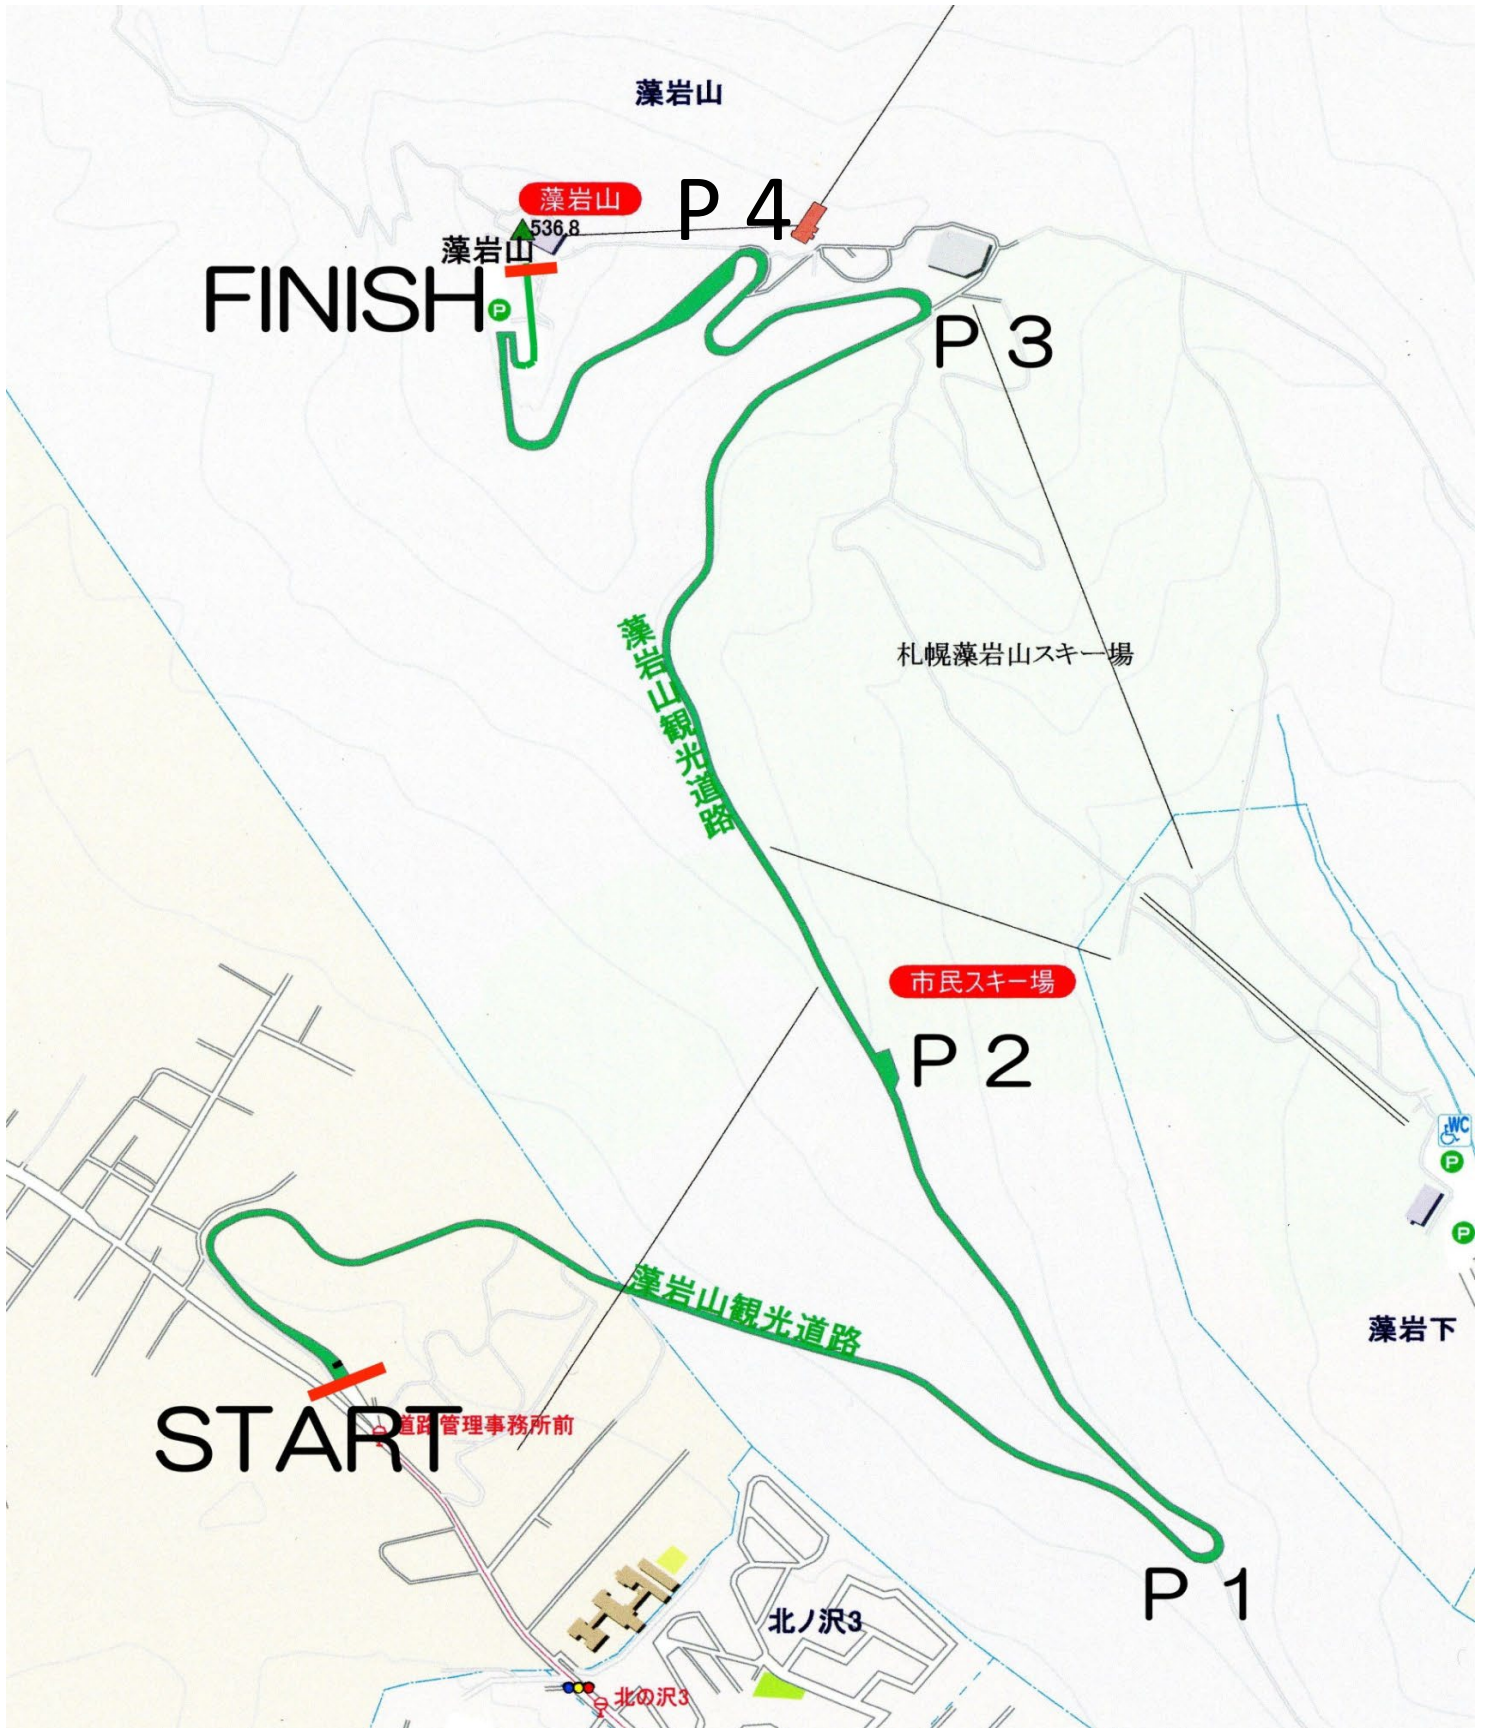 藻岩山
P 4
藻岩山
536.8
藻岩山
FINISH
P
P 3
藻岩山観光道路
札幌藻岩山スキー場
市民スキー場
P 2
WC
P
P
藻岩山観光道路
藻岩下
START
道路管理事務所前
P 1
北ノ沢3
北の沢3